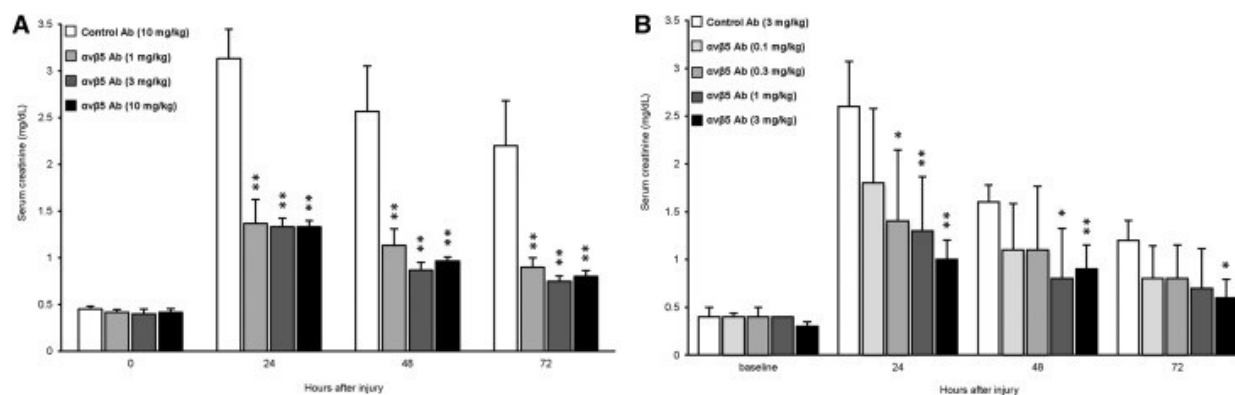 A
Control Ab (10 mg/kg)
αvβ5 Ab (1 mg/kg)
αvβ5 Ab (3 mg/kg)
αvβ5 Ab (10 mg/kg)
Serum creatinine (mg/dL)
3.5
3
2.5
2
1.5
1
0.5
0
** ** **
** ** **
** ** **
0 24 48 72
Hours after injury
B
Control Ab (3 mg/kg)
αvβ5 Ab (0.1 mg/kg)
αvβ5 Ab (0.3 mg/kg)
αvβ5 Ab (1 mg/kg)
αvβ5 Ab (3 mg/kg)
Serum creatinine (mg/dL)
3.5
3
2.5
2
1.5
1
0.5
0
* ** **
* **
*
baseline 24 48 72
Hours after injury